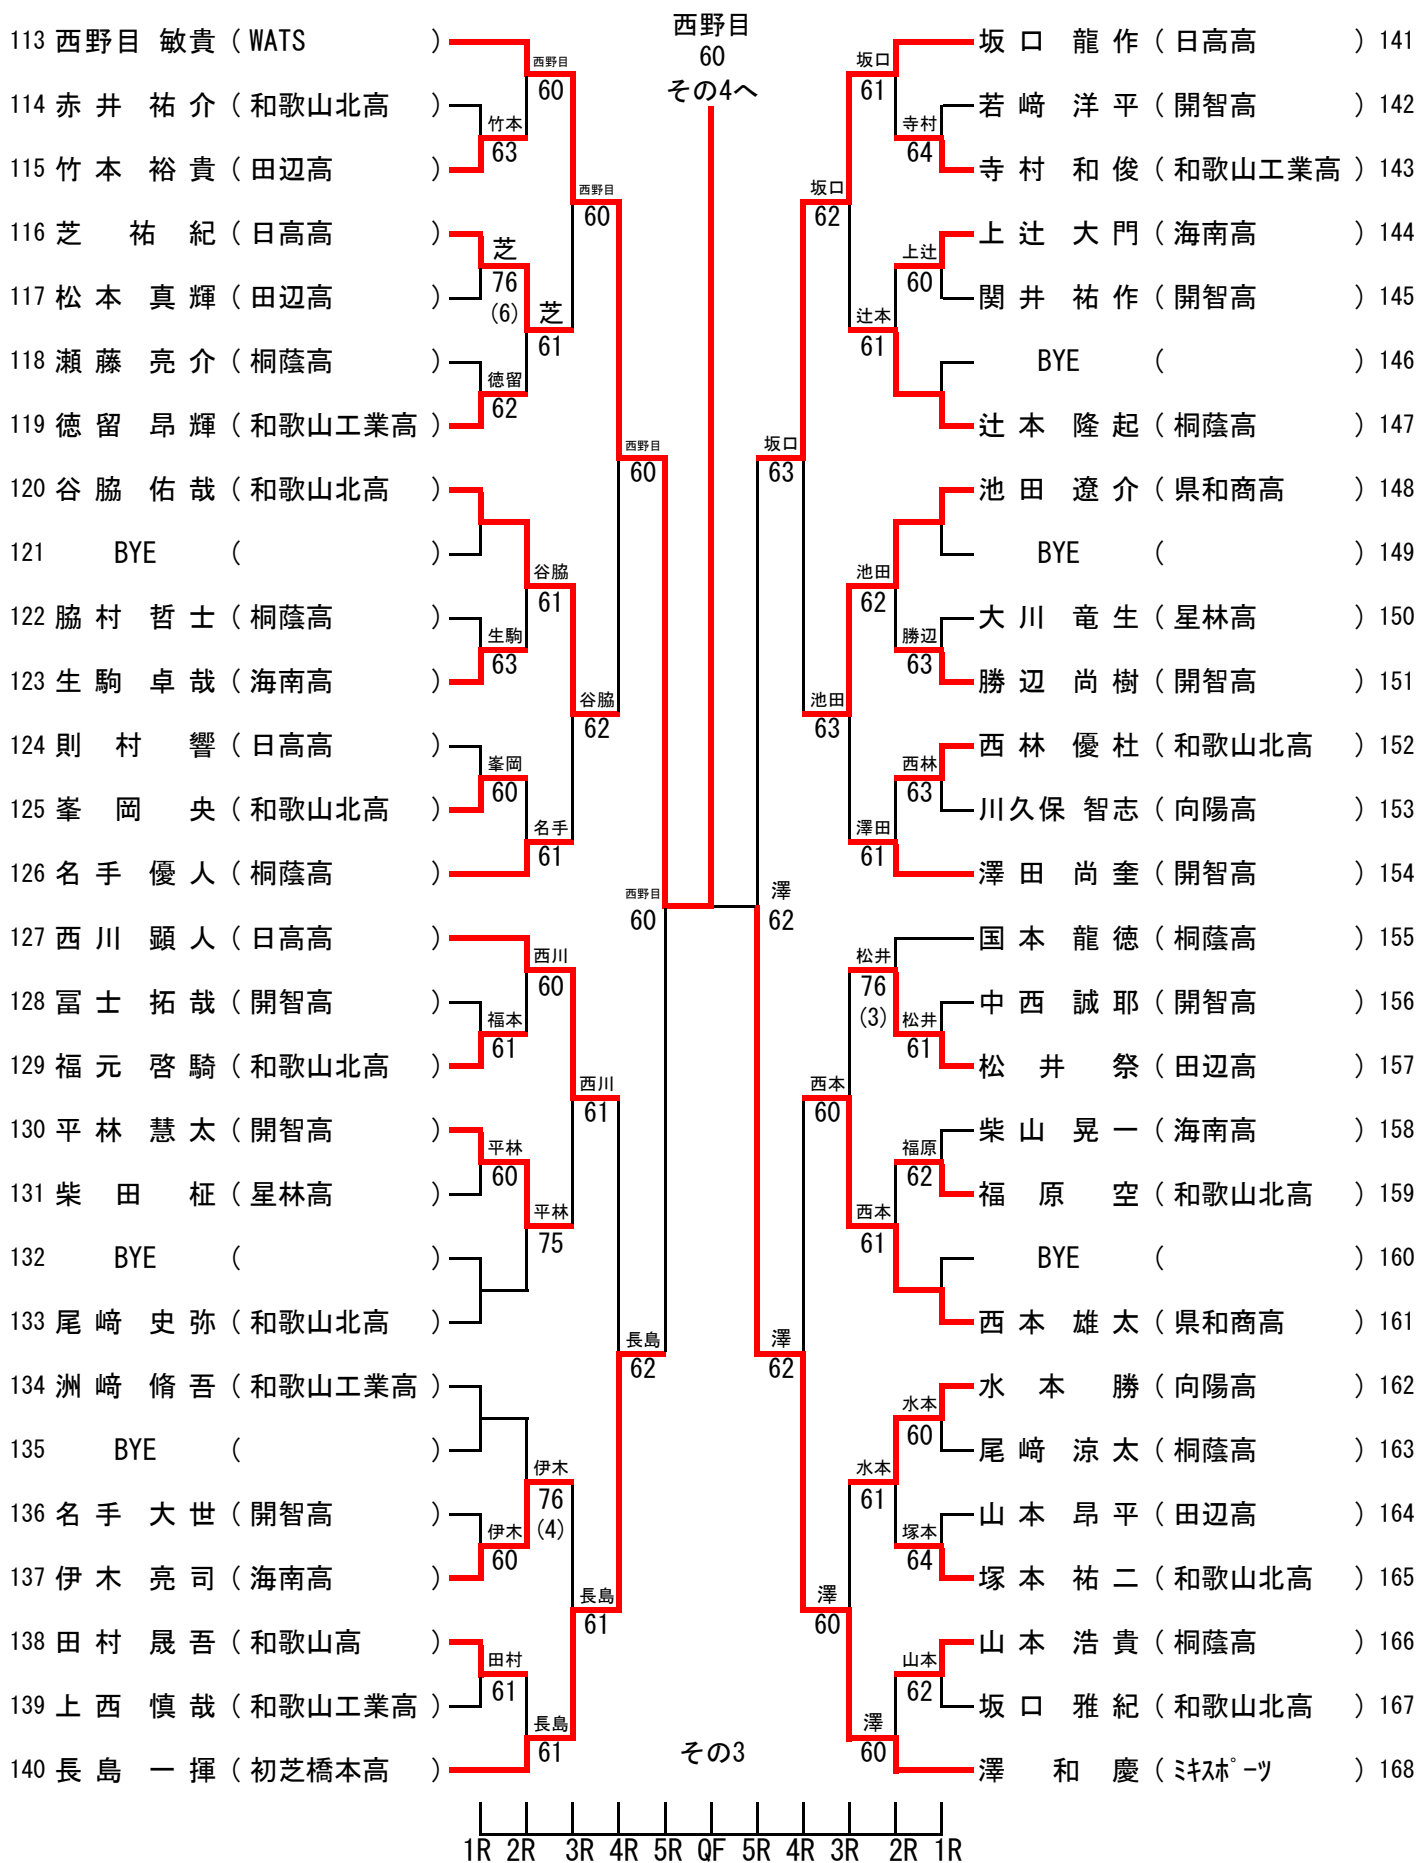 西野目
60
その4へ
113 西野目 敏貴 ( WATS )
114 赤井 祐介 ( 和歌山北高 )
115 竹本 裕貴 ( 田辺高 )
116 芝 祐紀 ( 日高高 )
117 松本 真輝 ( 田辺高 )
118 瀬藤 亮介 ( 桐蔭高 )
119 徳留 昂輝 ( 和歌山工業高 )
120 谷脇 佑哉 ( 和歌山北高 )
121 BYE ( )
122 脇村 哲士 ( 桐蔭高 )
123 生駒 卓哉 ( 海南高 )
124 則村 響 ( 日高高 )
125 峯岡 央 ( 和歌山北高 )
126 名手 優人 ( 桐蔭高 )
127 西川 顕人 ( 日高高 )
128 冨士 拓哉 ( 開智高 )
129 福元 啓騎 ( 和歌山北高 )
130 平林 慧太 ( 開智高 )
131 柴田 柾 ( 星林高 )
132 BYE ( )
133 尾﨑 史弥 ( 和歌山北高 )
134 洲﨑 脩吾 ( 和歌山工業高 )
135 BYE ( )
136 名手 大世 ( 開智高 )
137 伊木 亮司 ( 海南高 )
138 田村 晟吾 ( 和歌山高 )
139 上西 慎哉 ( 和歌山工業高 )
140 長島 一揮 ( 初芝橋本高 )
竹本
63
芝
76
(6)
徳留
62
生駒
63
峯岡
60
福本
61
平林
60
伊木
60
田村
61
西野目
60
芝
61
谷脇
61
名手
61
西川
60
平林
75
伊木
76
(4)
長島
61
西野目
60
谷脇
62
西川
61
長島
61
西野目
60
長島
62
西野目
60
澤
62
坂口
63
澤
62
坂口
62
池田
63
西本
60
澤
60
坂口
61
辻本
61
池田
62
澤田
61
松井
76
(3)
西本
61
水本
61
澤
60
寺村
64
上辻
60
勝辺
63
西林
63
松井
61
福原
62
水本
60
塚本
64
山本
62
坂口 龍作 ( 日高高 ) 141
若﨑 洋平 ( 開智高 ) 142
寺村 和俊 ( 和歌山工業高 ) 143
上辻 大門 ( 海南高 ) 144
関井 祐作 ( 開智高 ) 145
BYE ( ) 146
辻本 隆起 ( 桐蔭高 ) 147
池田 遼介 ( 県和商高 ) 148
BYE ( ) 149
大川 竜生 ( 星林高 ) 150
勝辺 尚樹 ( 開智高 ) 151
西林 優杜 ( 和歌山北高 ) 152
川久保 智志 ( 向陽高 ) 153
澤田 尚奎 ( 開智高 ) 154
国本 龍徳 ( 桐蔭高 ) 155
中西 誠耶 ( 開智高 ) 156
松井 祭 ( 田辺高 ) 157
柴山 晃一 ( 海南高 ) 158
福原 空 ( 和歌山北高 ) 159
BYE ( ) 160
西本 雄太 ( 県和商高 ) 161
水本 勝 ( 向陽高 ) 162
尾﨑 涼太 ( 桐蔭高 ) 163
山本 昂平 ( 田辺高 ) 164
塚本 祐二 ( 和歌山北高 ) 165
山本 浩貴 ( 桐蔭高 ) 166
坂口 雅紀 ( 和歌山北高 ) 167
澤 和慶 ( ﾐｷｽﾎﾟｰﾂ ) 168
その3
1R 2R 3R 4R 5R QF 5R 4R 3R 2R 1R